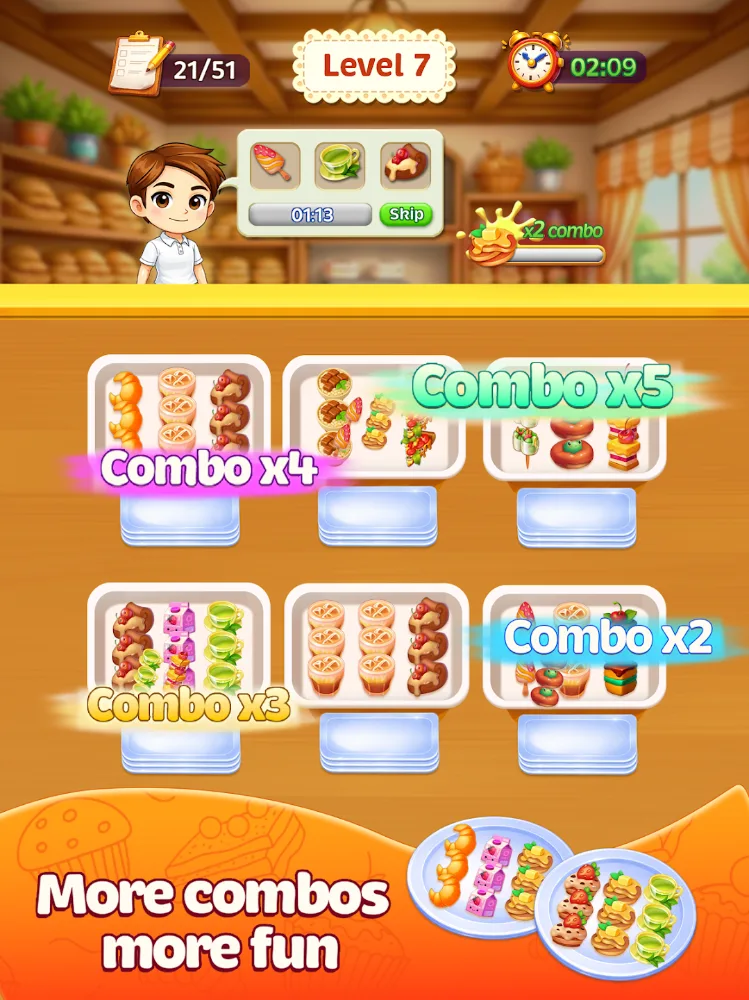 21/51
Level 7
02:09
01:13
Skip
x2 combo
Combo x5
Combo x4
Combo x2
Combo x3
More combos
more fun